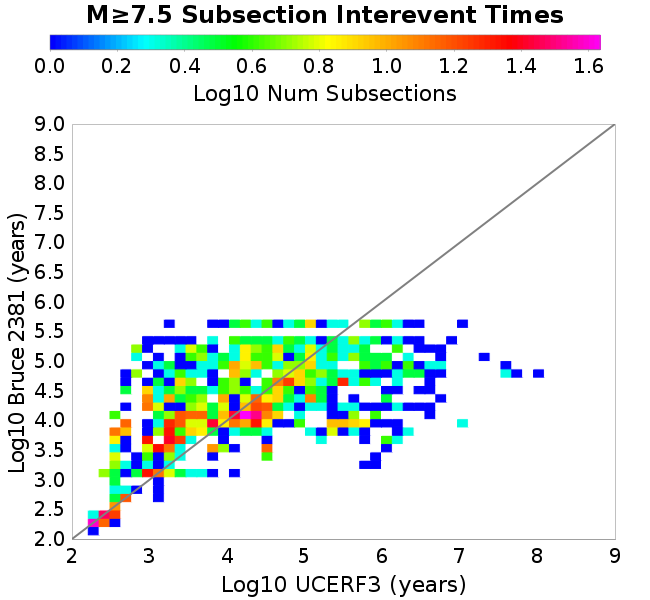 M≥7.5 Subsection Interevent Times
0.0 0.2 0.4 0.6 0.8 1.0 1.2 1.4 1.6
Log10 Num Subsections
9.0
8.5
8.0
7.5
7.0
6.5
6.0
5.5
5.0
4.5
4.0
3.5
3.0
2.5
2.0
Log10 Bruce 2381 (years)
2 3 4 5 6 7 8 9
Log10 UCERF3 (years)